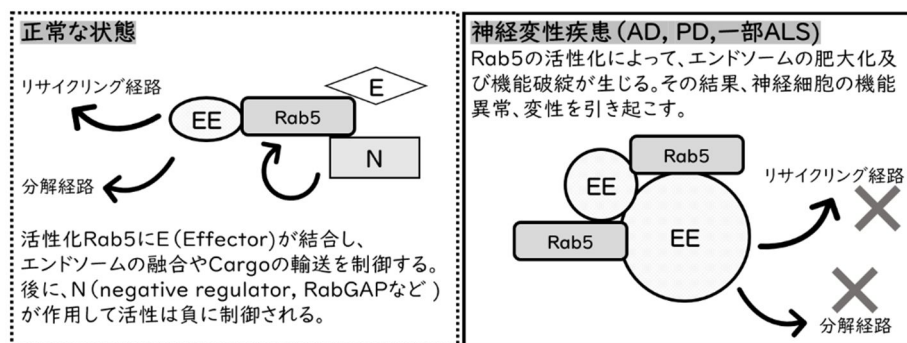 正常な状態
リサイクリング経路
EE
Rab5
E
N
分解経路
活性化Rab5にE(Effector)が結合し、
エンドソームの融合やCargoの輸送を制御する。
後に、N(negative regulator, RabGAPなど)
が作用して活性は負に制御される。
神経変性疾患(AD, PD,一部ALS)
Rab5の活性化によって、エンドソームの肥大化及
び機能破綻が生じる。その結果、神経細胞の機能
異常、変性を引き起こす。
Rab5
EE
リサイクリング経路
Rab5
EE
分解経路